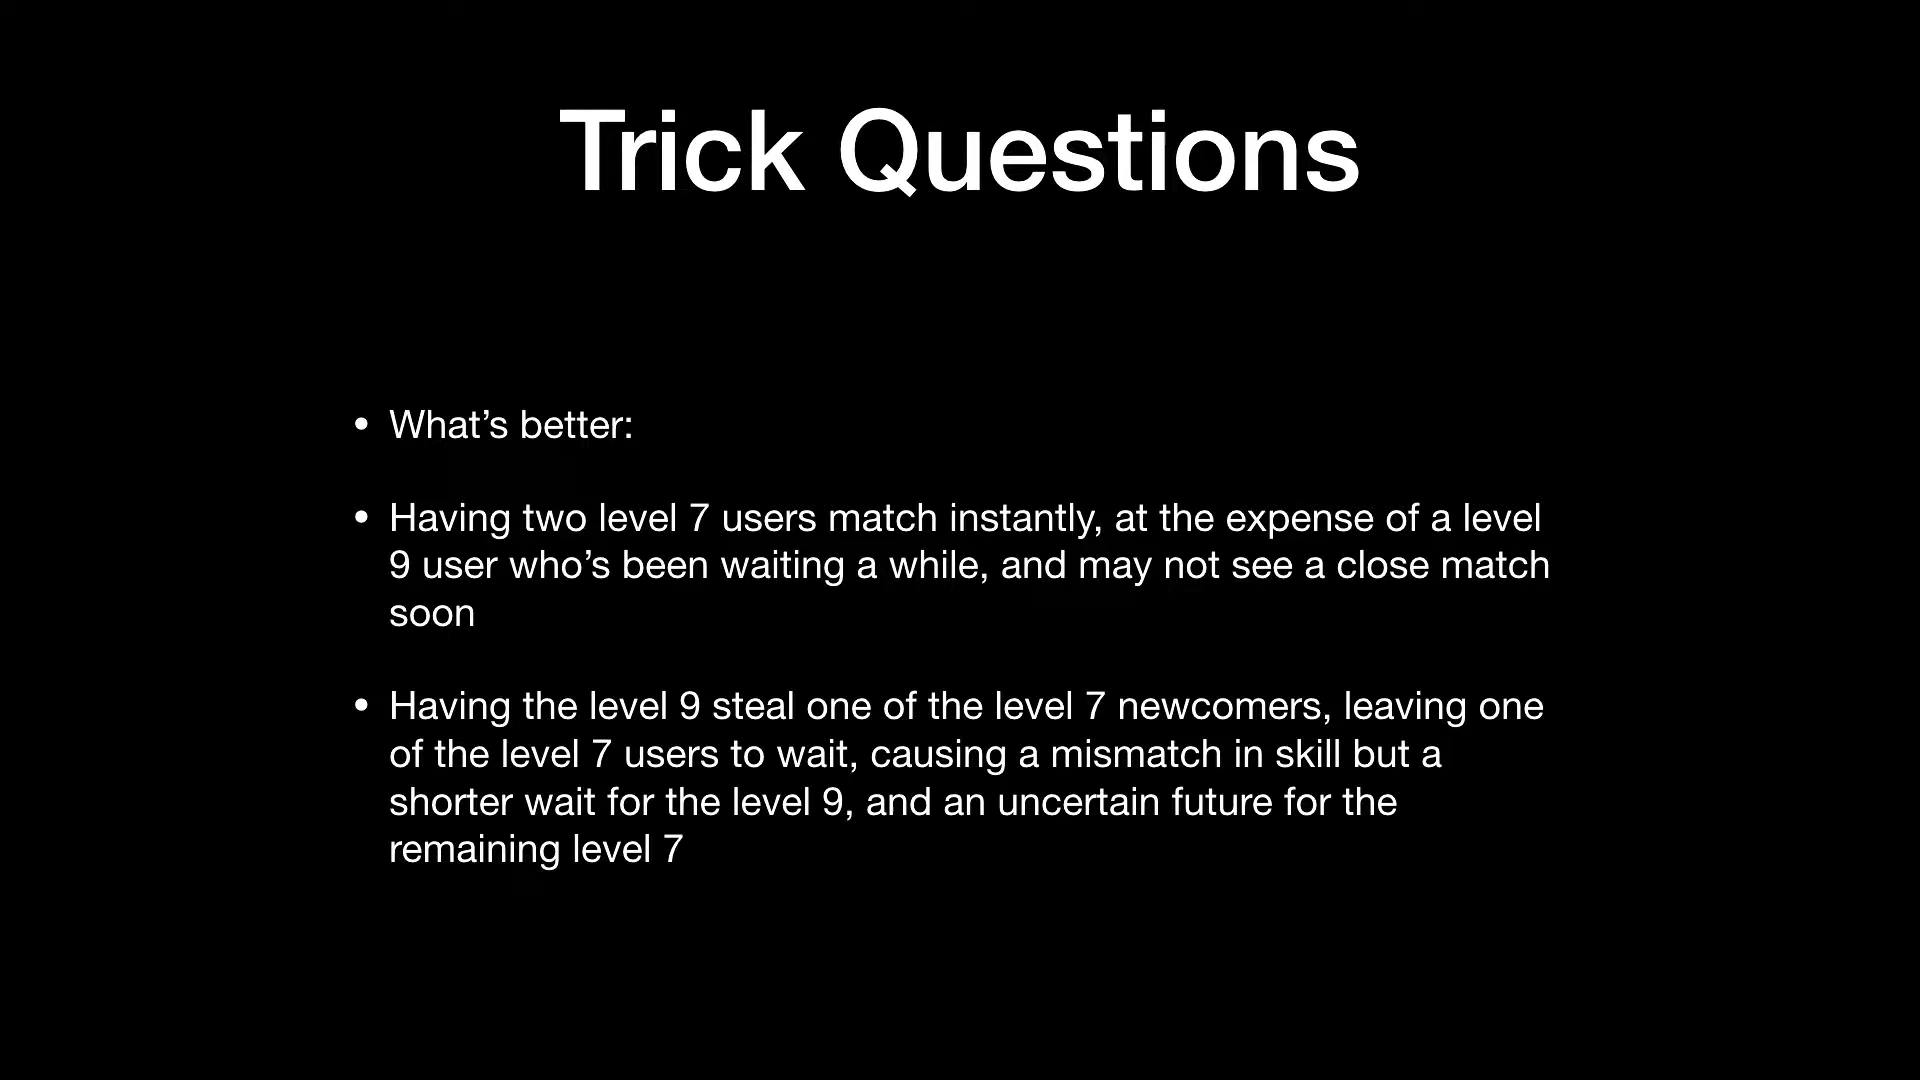 Trick Questions
• What’s better:
• Having two level 7 users match instantly, at the expense of a level
9 user who’s been waiting a while, and may not see a close match
soon
• Having the level 9 steal one of the level 7 newcomers, leaving one
of the level 7 users to wait, causing a mismatch in skill but a
shorter wait for the level 9, and an uncertain future for the
remaining level 7